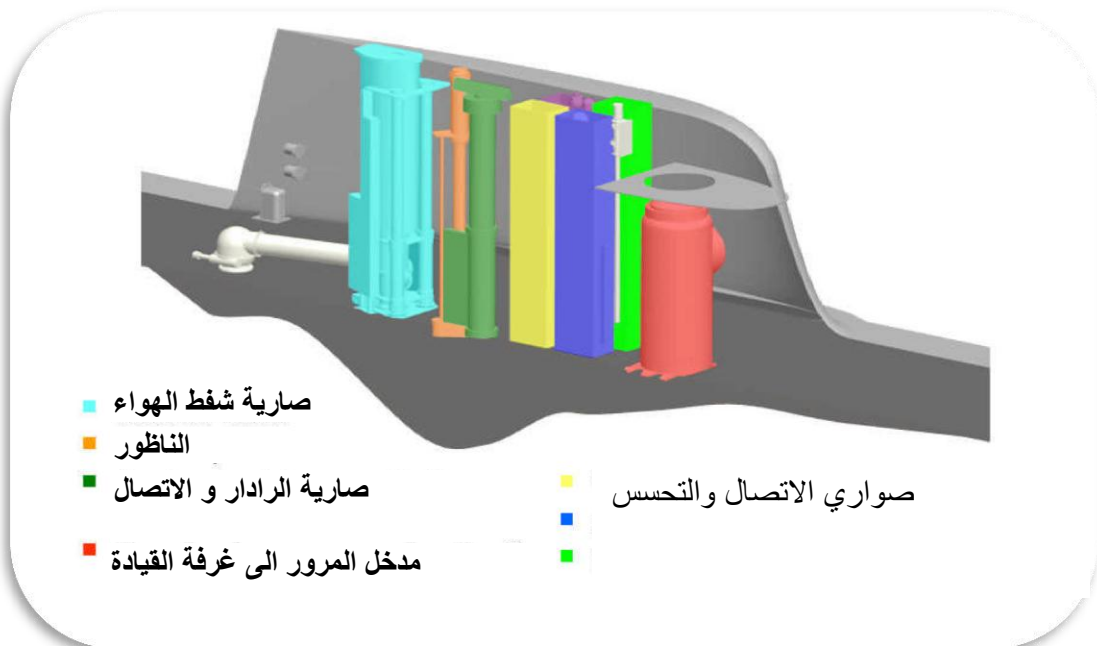 صارية شفط الهواء
الناظور
صارية الرادار و الاتصال
صواري الاتصال والتحسس
مدخل المرور الى غرفة القيادة